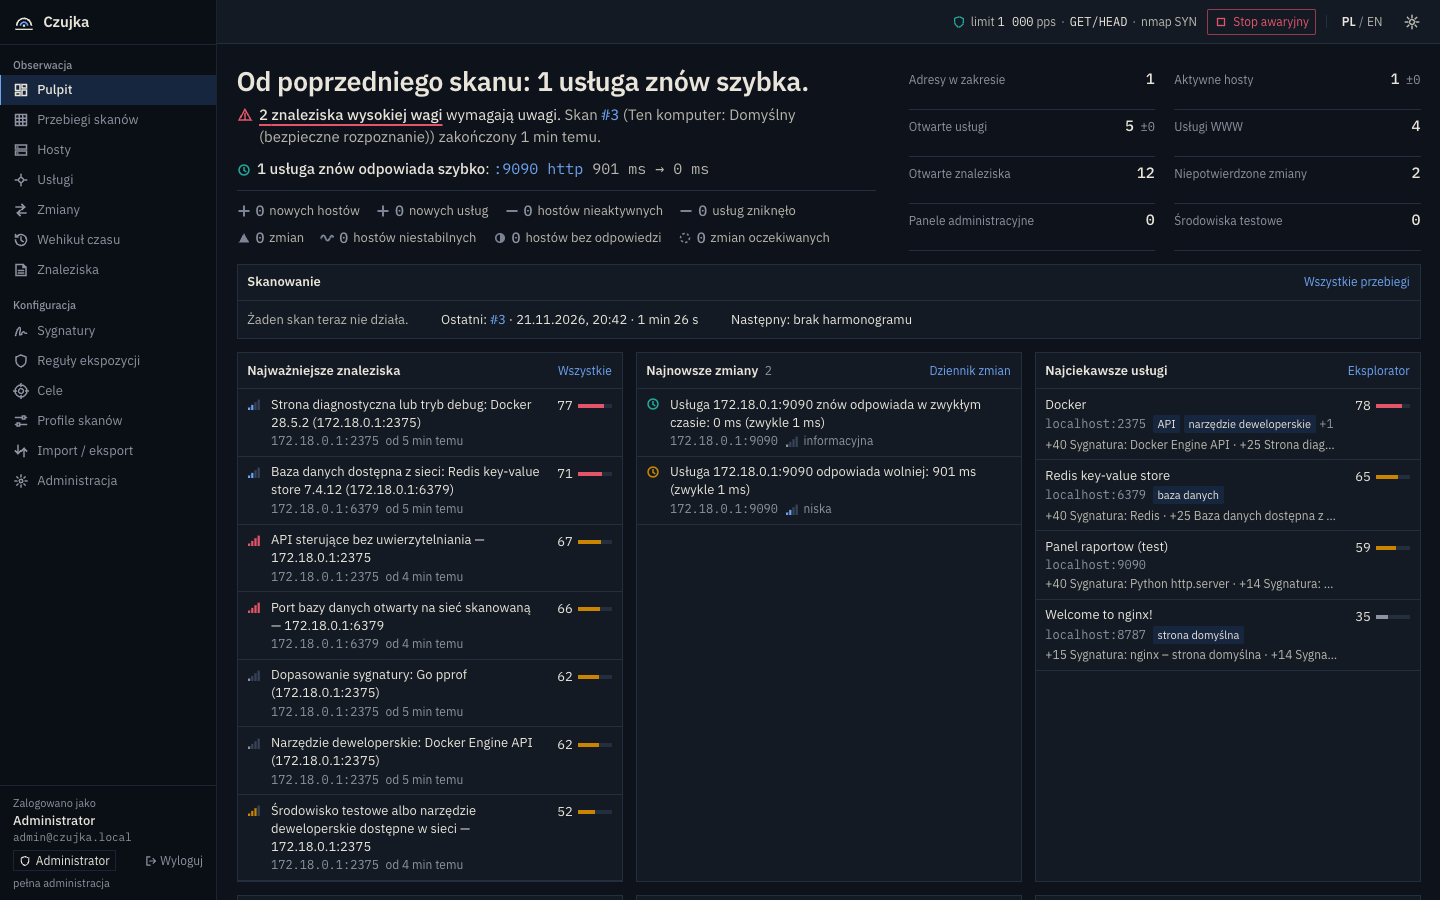 Czujka
limit 1 000 pps · GET/HEAD · nmap SYN
Stop awaryjny
PL / EN
Obserwacja
Pulpit
Przebiegi skanów
Hosty
Usługi
Zmiany
Wehikuł czasu
Znaleziska
Konfiguracja
Sygnatury
Reguły ekspozycji
Cele
Profile skanów
Import / eksport
Administracja
Zalogowano jako
Administrator
admin@czujka.local
Administrator
Wyloguj
pełna administracja
Od poprzedniego skanu: 1 usługa znów szybka.
2 znaleziska wysokiej wagi wymagają uwagi. Skan #3 (Ten komputer: Domyślny
(bezpieczne rozpoznanie)) zakończony 1 min temu.
1 usługa znów odpowiada szybko: :9090 http 901 ms → 0 ms
0 nowych hostów
0 nowych usług
0 hostów nieaktywnych
0 usług zniknęło
0 zmian
0 hostów niestabilnych
0 hostów bez odpowiedzi
0 zmian oczekiwanych
Adresy w zakresie 1
Aktywne hosty 1 ±0
Otwarte usługi 5 ±0
Usługi WWW 4
Otwarte znaleziska 12
Niepotwierdzone zmiany 2
Panele administracyjne 0
Środowiska testowe 0
Skanowanie
Wszystkie przebiegi
Żaden skan teraz nie działa.
Ostatni: #3 · 21.11.2026, 20:42 · 1 min 26 s
Następny: brak harmonogramu
Najważniejsze znaleziska
Wszystkie
Strona diagnostyczna lub tryb debug: Docker 77
28.5.2 (172.18.0.1:2375)
172.18.0.1:2375 od 5 min temu
Baza danych dostępna z sieci: Redis key-value 71
store 7.4.12 (172.18.0.1:6379)
172.18.0.1:6379 od 5 min temu
API sterujące bez uwierzytelniania — 67
172.18.0.1:2375
172.18.0.1:2375 od 4 min temu
Port bazy danych otwarty na sieć skanowaną 66
— 172.18.0.1:6379
172.18.0.1:6379 od 4 min temu
Dopasowanie sygnatury: Go pprof 62
(172.18.0.1:2375)
172.18.0.1:2375 od 5 min temu
Narzędzie deweloperskie: Docker Engine API 62
(172.18.0.1:2375)
172.18.0.1:2375 od 5 min temu
Środowisko testowe albo narzędzie 52
deweloperskie dostępne w sieci —
172.18.0.1:2375
172.18.0.1:2375 od 4 min temu
Najnowsze zmiany 2
Dziennik zmian
Usługa 172.18.0.1:9090 znów odpowiada w zwykłym
czasie: 0 ms (zwykle 1 ms)
172.18.0.1:9090 informacyjna
Usługa 172.18.0.1:9090 odpowiada wolniej: 901 ms
(zwykle 1 ms)
172.18.0.1:9090 niska
Najciekawsze usługi
Eksplorator
Docker 78
localhost:2375 API narzędzie deweloperskie +1
+40 Sygnatura: Docker Engine API · +25 Strona diag…
Redis key-value store 65
localhost:6379 baza danych
+40 Sygnatura: Redis · +25 Baza danych dostępna z …
Panel raportow (test) 59
localhost:9090
+40 Sygnatura: Python http.server · +14 Sygnatura: …
Welcome to nginx! 35
localhost:8787 strona domyślna
+15 Sygnatura: nginx – strona domyślna · +14 Sygna…